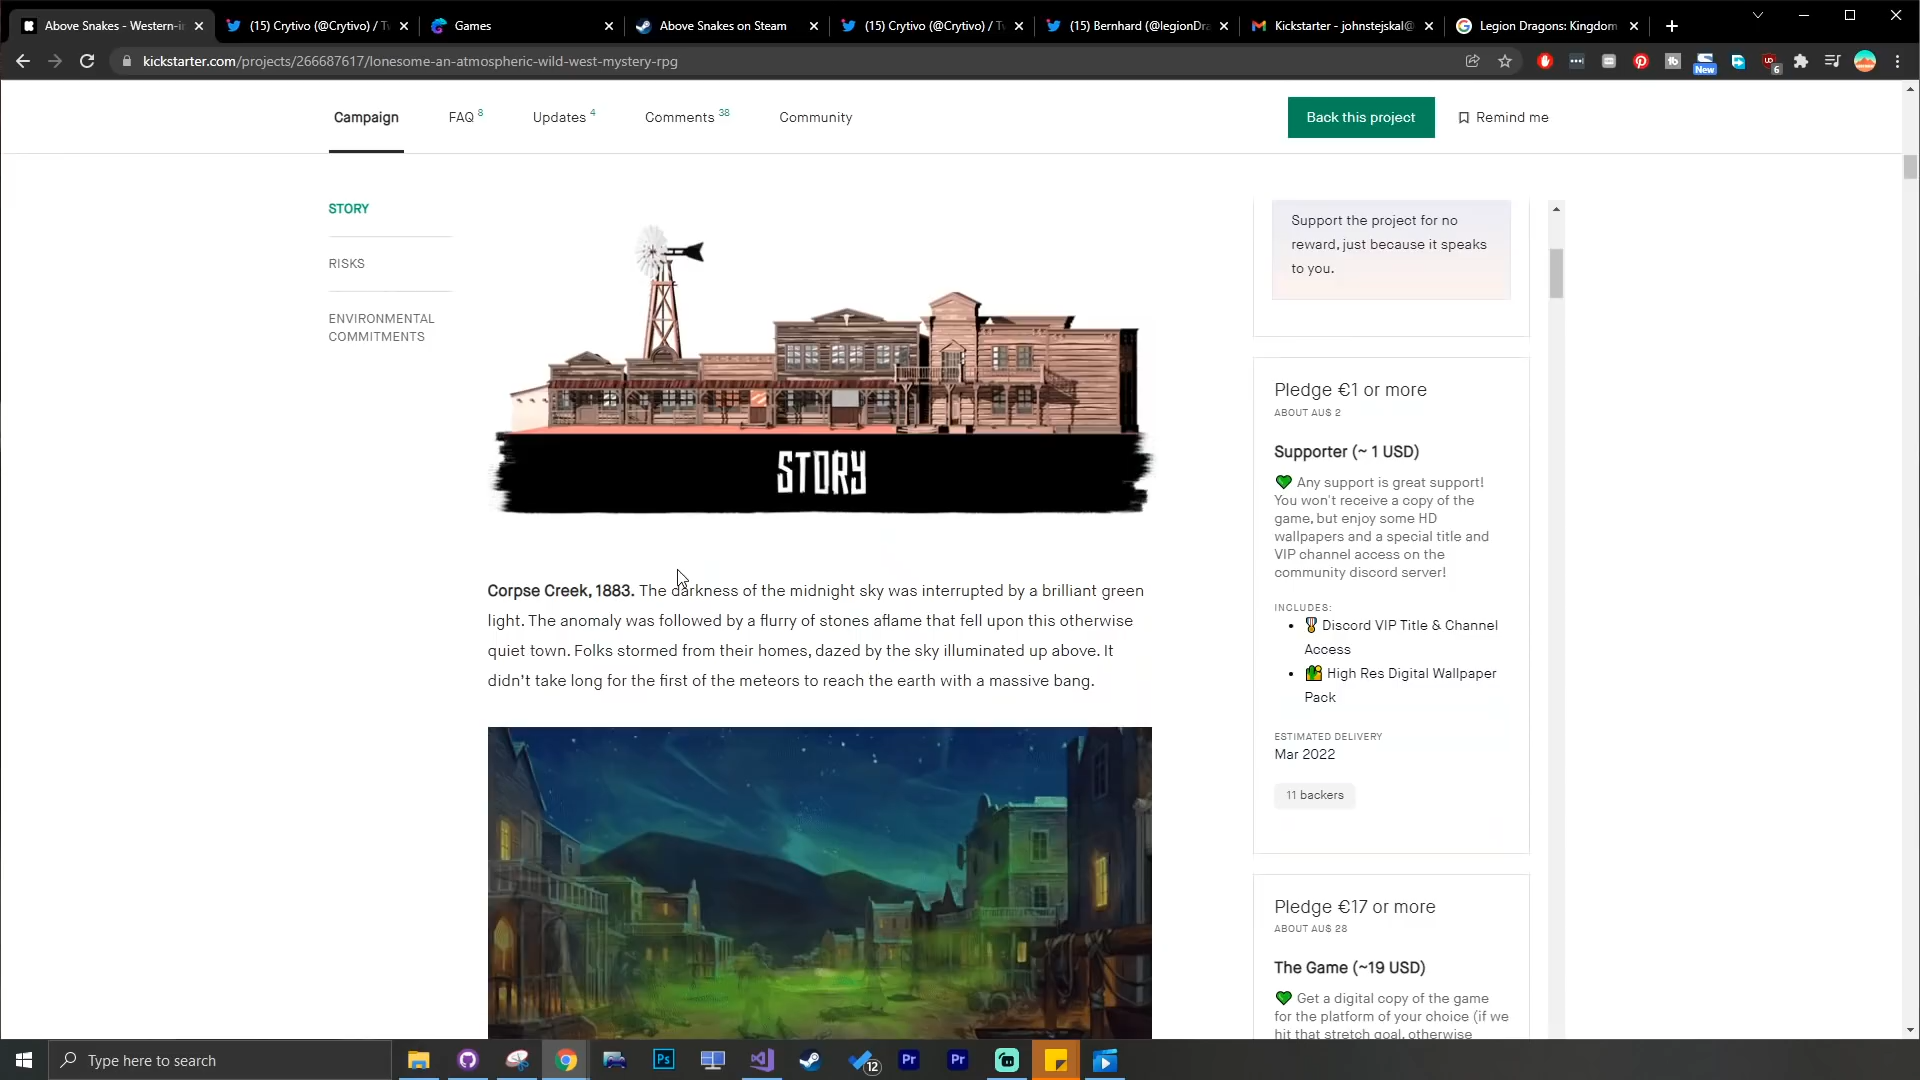 Above Snakes - Western-i
(15) Crytivo (@Crytivo) / Tw
Games
Above Snakes on Steam
(15) Crytivo (@Crytivo) / Tw
(15) Bernhard (@legionDra
Kickstarter - johnstejskal@
Legion Dragons: Kingdom
kickstarter.com/projects/266687617/lonesome-an-atmospheric-wild-west-mystery-rpg
New
6
Campaign
FAQ 8
Updates 4
Comments 38
Community
Back this project
Remind me
STORY
RISKS
ENVIRONMENTAL
COMMITMENTS
STORY
Corpse Creek, 1883. The darkness of the midnight sky was interrupted by a brilliant green
light. The anomaly was followed by a flurry of stones aflame that fell upon this otherwise
quiet town. Folks stormed from their homes, dazed by the sky illuminated up above. It
didn't take long for the first of the meteors to reach the earth with a massive bang.
Support the project for no
reward, just because it speaks
to you.
Pledge €1 or more
ABOUT AU$ 2
Supporter (~ 1 USD)
💚 Any support is great support!
You won't receive a copy of the
game, but enjoy some HD
wallpapers and a special title and
VIP channel access on the
community discord server!
INCLUDES:
• 🎖 Discord VIP Title & Channel
Access
• High Res Digital Wallpaper
Pack
ESTIMATED DELIVERY
Mar 2022
11 backers
Pledge €17 or more
ABOUT AU$ 28
The Game (~19 USD)
💚 Get a digital copy of the game
for the platform of your choice (if we
hit that stretch goal, otherwise
Type here to search
Ps
12
Pr
Pr